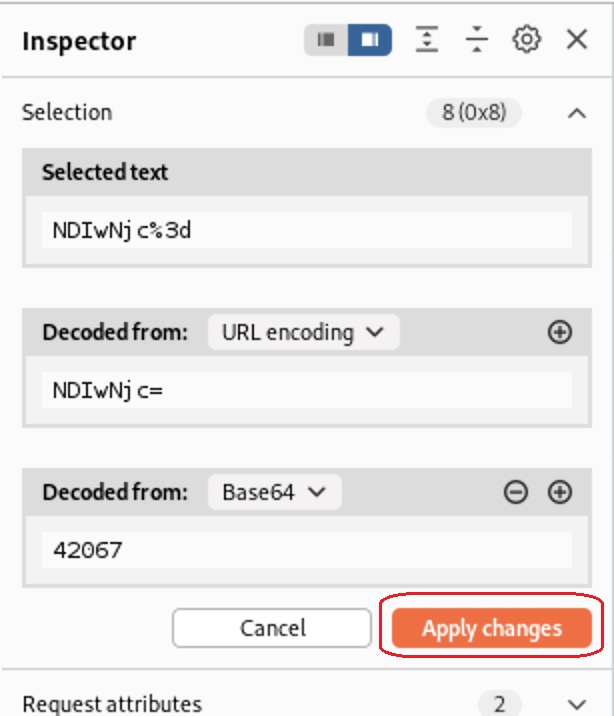 Inspector
Selection 8 (0x8)
Selected text
NDIwNjc%3d
Decoded from: URL encoding
NDIwNjc=
Decoded from: Base64
42067
Cancel Apply changes
Request attributes 2